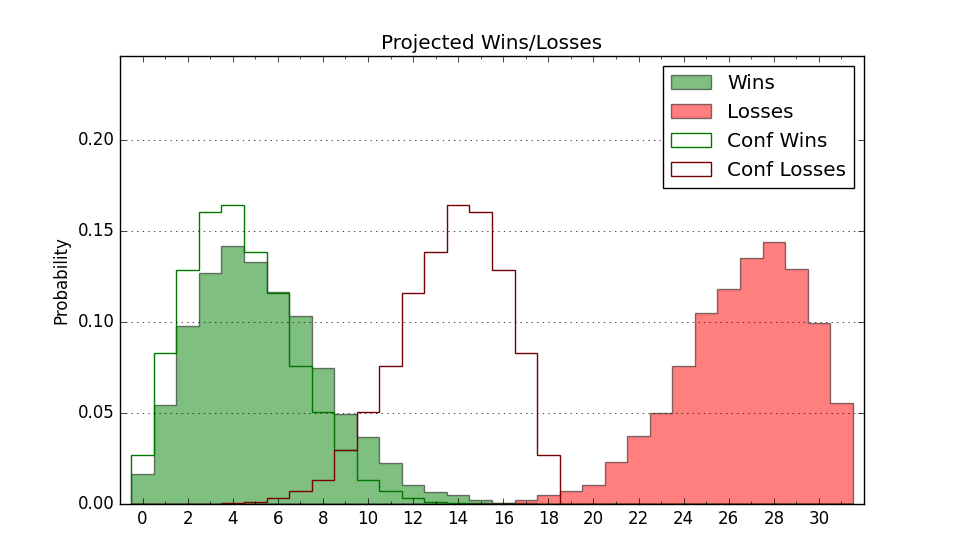 Projected Wins/Losses
Wins
Losses
Conf Wins
Conf Losses
Probability
0.20
0.15
0.10
0.05
0.00
0 2 4 6 8 10 12 14 16 18 20 22 24 26 28 30